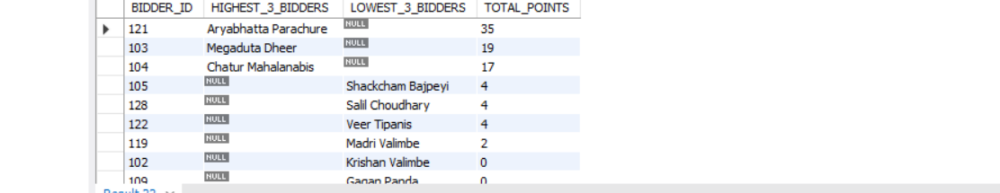 BIDDER_ID HIGHEST_3_BIDDERS LOWEST_3_BIDDERS TOTAL_POINTS
121 Aryabhatta Parachure NULL 35
103 Megaduta Dheer NULL 19
104 Chatur Mahalanabis NULL 17
105 NULL Shackcham Bajpeyi 4
128 NULL Salil Choudhary 4
122 NULL Veer Tipanis 4
119 NULL Madri Valimbe 2
102 NULL Krishan Valimbe 0
109 NULL Gagan Panda 0
Result 22